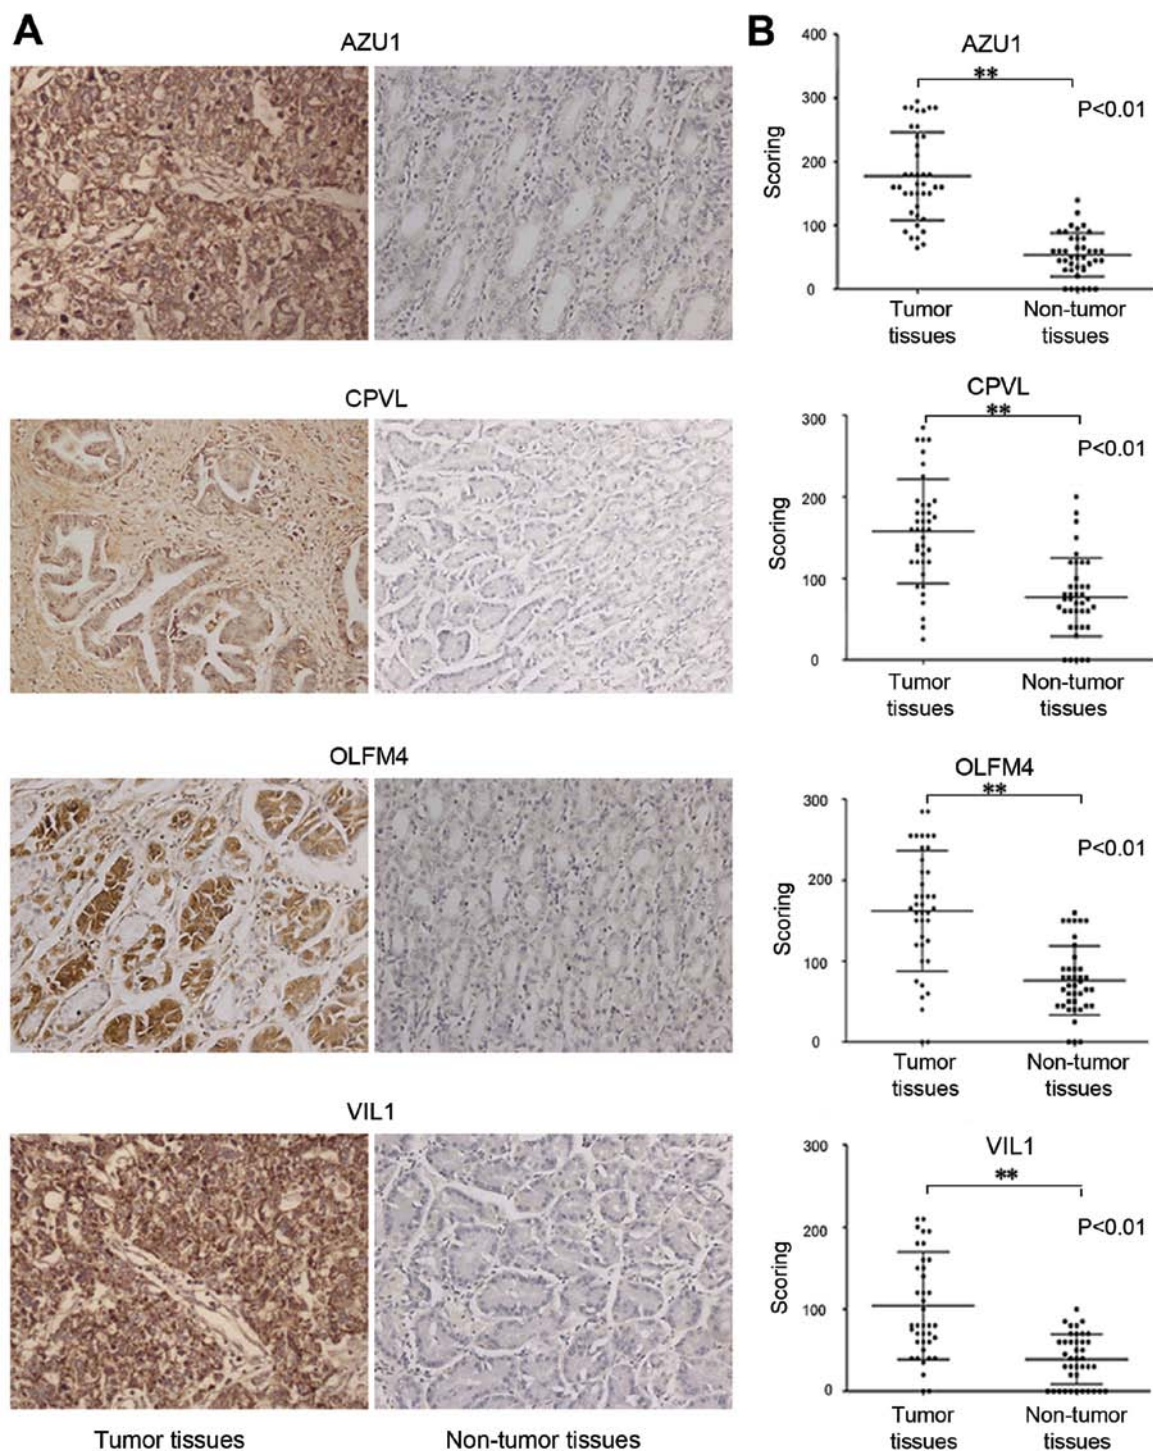 A
B
AZU1
AZU1
400
300
200
100
0
Scoring
**
P<0.01
Tumor tissues
Non-tumor tissues
CPVL
CPVL
300
200
100
0
Scoring
**
P<0.01
Tumor tissues
Non-tumor tissues
OLFM4
OLFM4
300
200
100
0
Scoring
**
P<0.01
Tumor tissues
Non-tumor tissues
VIL1
VIL1
300
200
100
0
Scoring
**
P<0.01
Tumor tissues
Non-tumor tissues
Tumor tissues
Non-tumor tissues